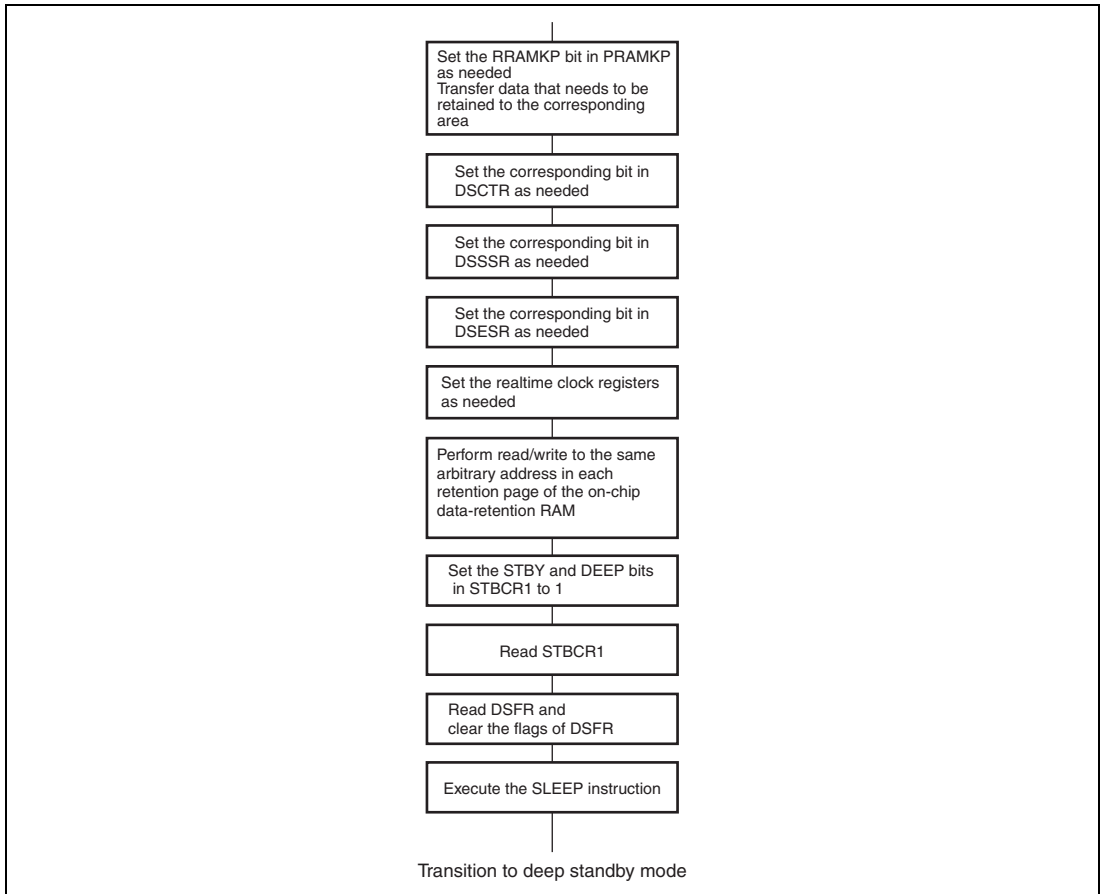 Set the RRAMKP bit in PRAMKP
as needed
Transfer data that needs to be
retained to the corresponding
area
Set the corresponding bit in
DSCTR as needed
Set the corresponding bit in
DSSSR as needed
Set the corresponding bit in
DSESR as needed
Set the realtime clock registers
as needed
Perform read/write to the same
arbitrary address in each
retention page of the on-chip
data-retention RAM
Set the STBY and DEEP bits
in STBCR1 to 1
Read STBCR1
Read DSFR and
clear the flags of DSFR
Execute the SLEEP instruction
Transition to deep standby mode